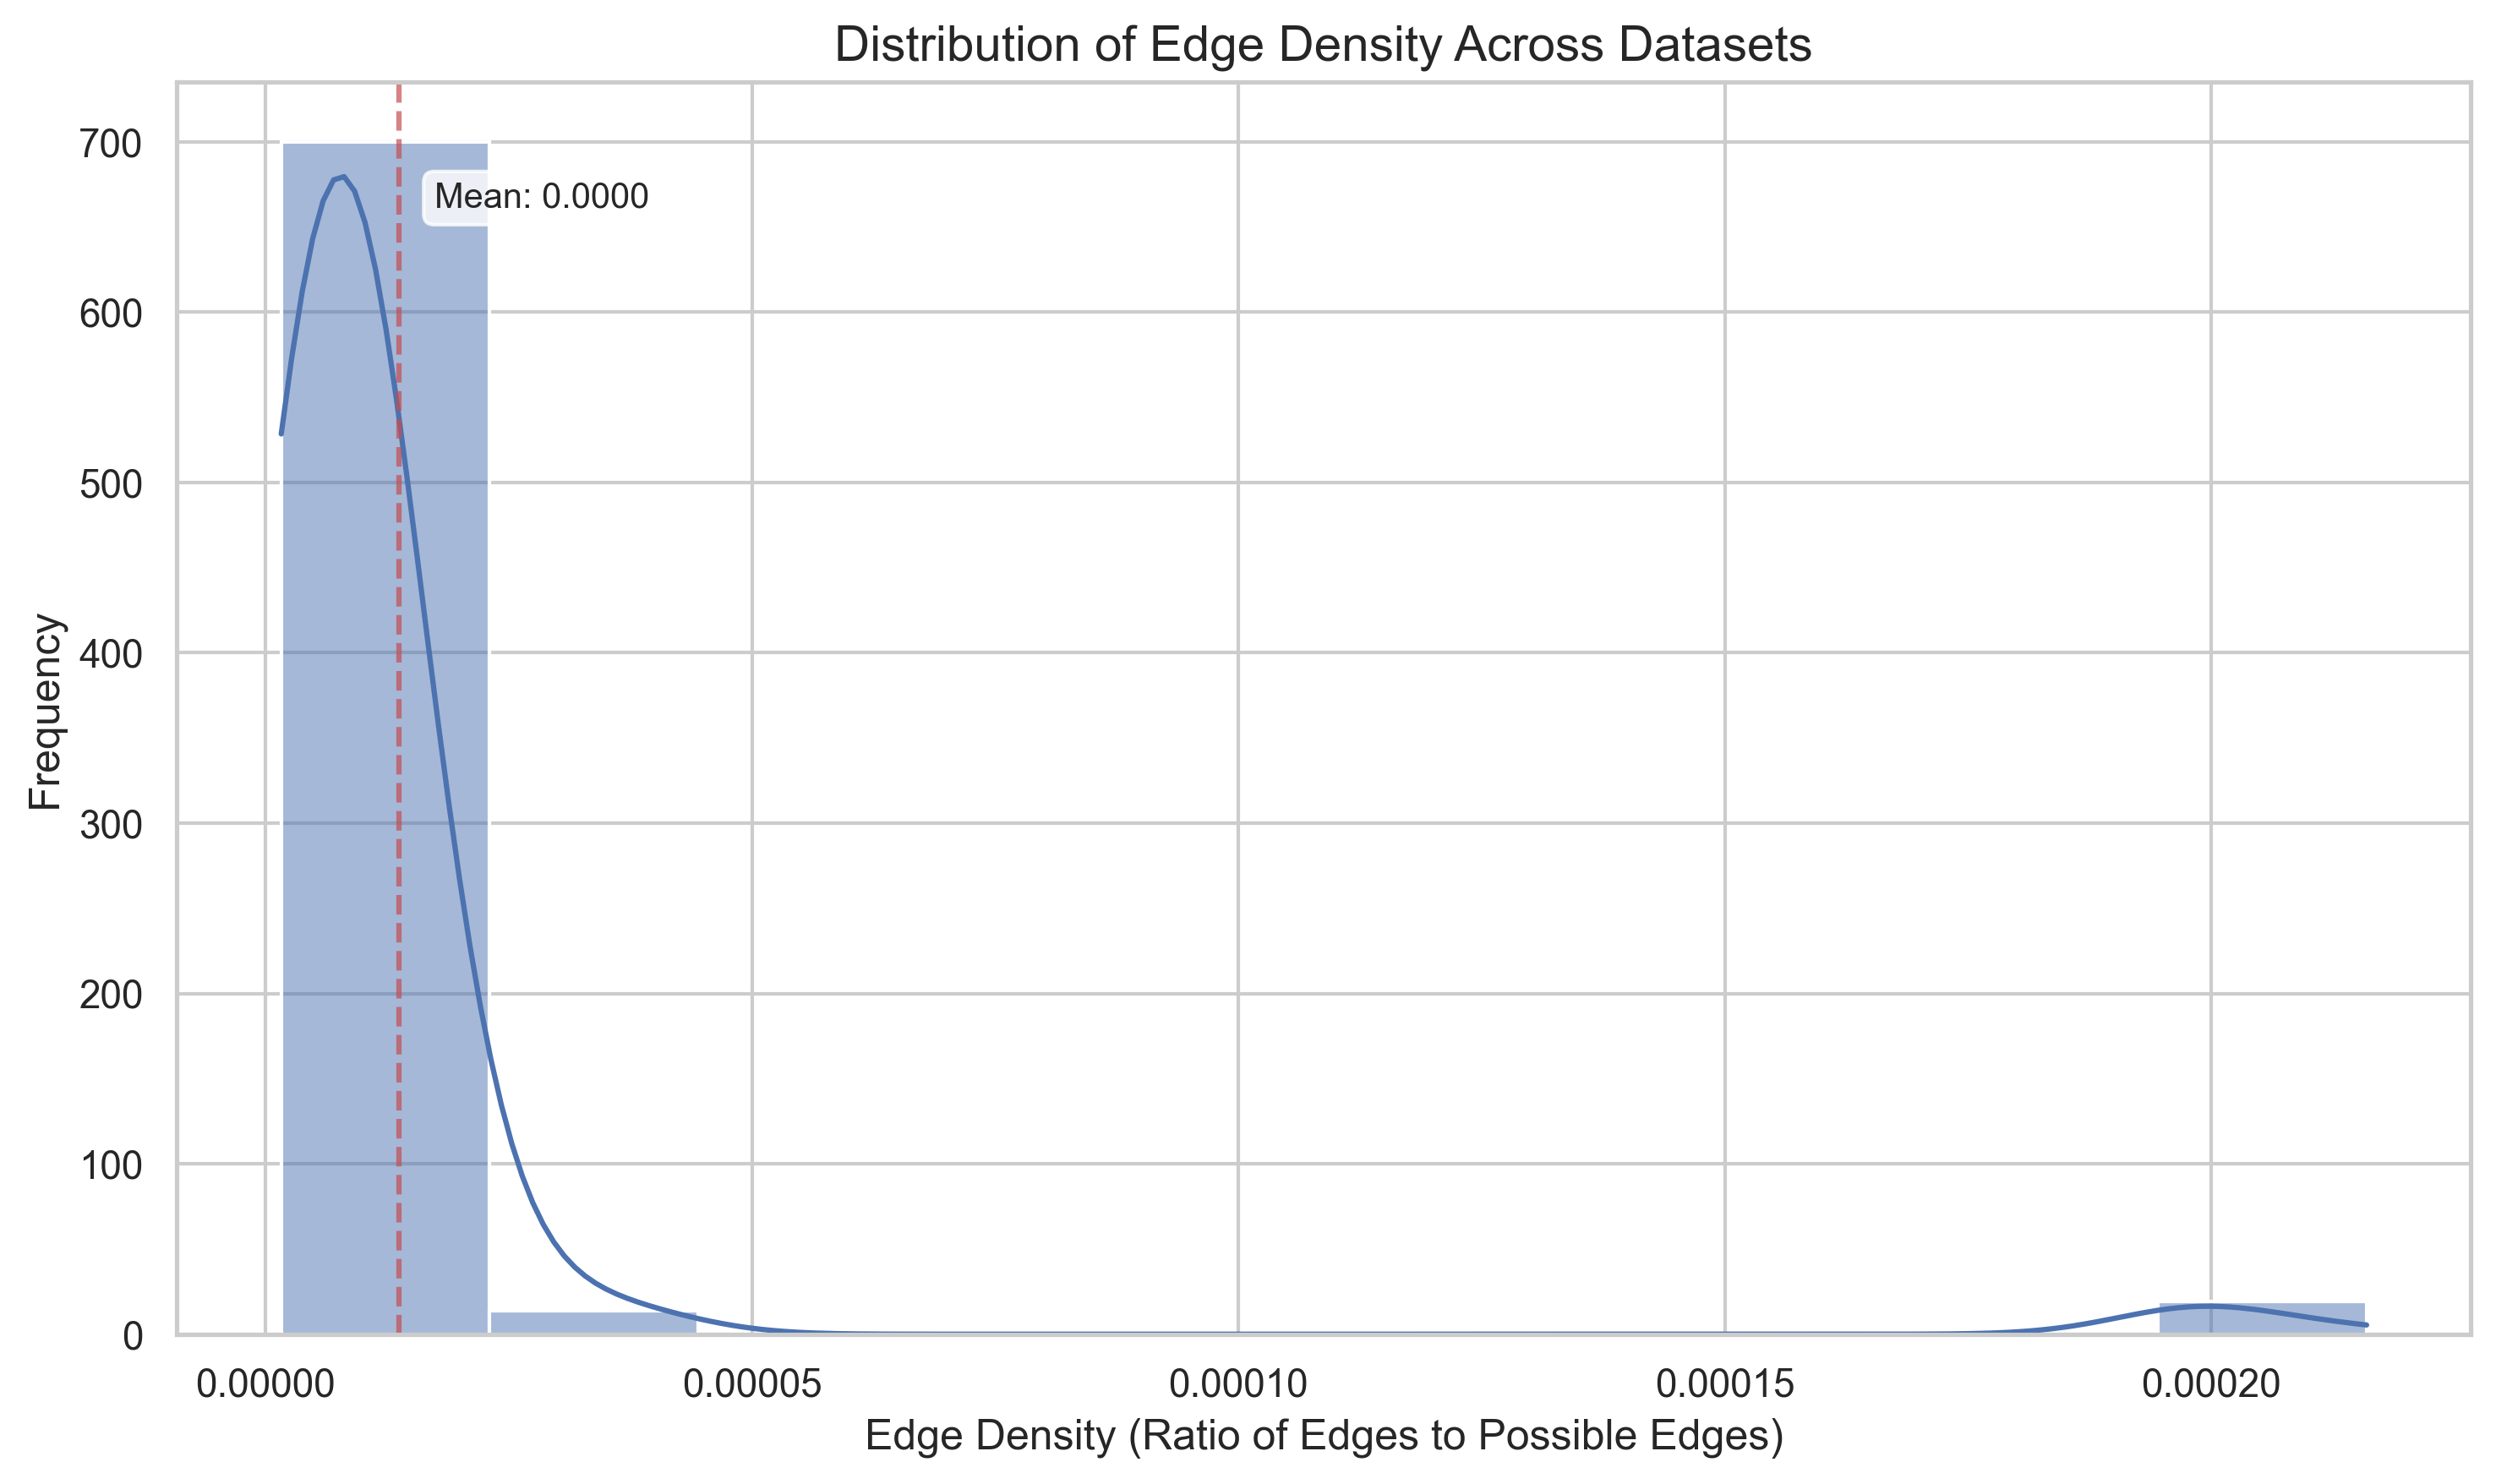 Distribution of Edge Density Across Datasets
700
Mean: 0.0000
600
500
400
Frequency
300
200
100
0
0.00000 0.00005 0.00010 0.00015 0.00020
Edge Density (Ratio of Edges to Possible Edges)